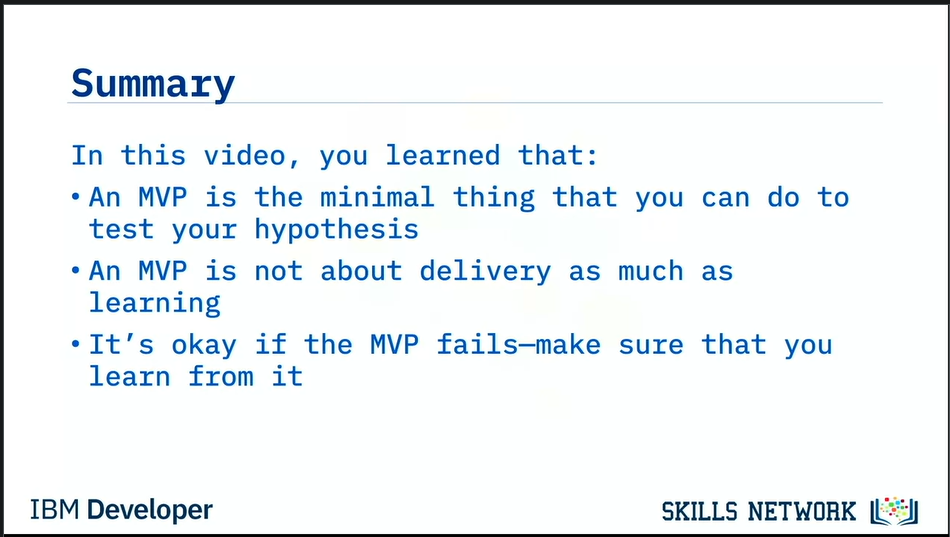 Summary
In this video, you learned that:
• An MVP is the minimal thing that you can do to
test your hypothesis
• An MVP is not about delivery as much as
learning
• It’s okay if the MVP fails—make sure that you
learn from it
IBM Developer
SKILLS NETWORK